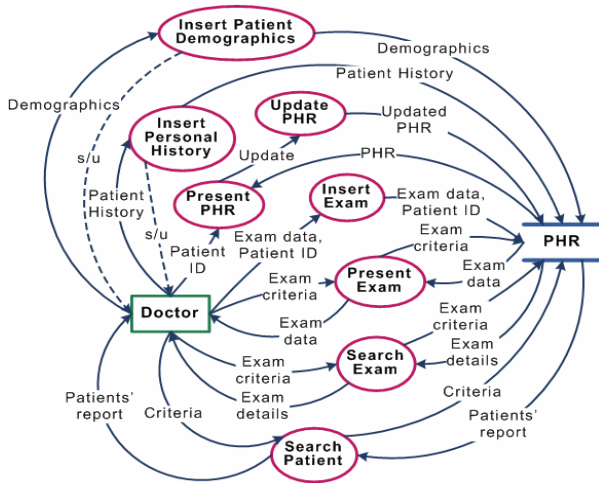 Insert Patient
Demographics
Demographics
Patient History
Demographics
Insert
Personal
History
Update
PHR
Updated
PHR
s/u
Update
PHR
Patient
History
Present
PHR
Insert
Exam
Exam data,
Patient ID
s/u
Patient
ID
Exam data,
Patient ID
Exam
criteria
PHR
Exam
criteria
Present
Exam
Exam
data
Doctor
Exam
data
Exam
criteria
Exam
criteria
Search
Exam
Exam
details
Patients'
report
Criteria
Exam
details
Criteria
Patients'
report
Search
Patient